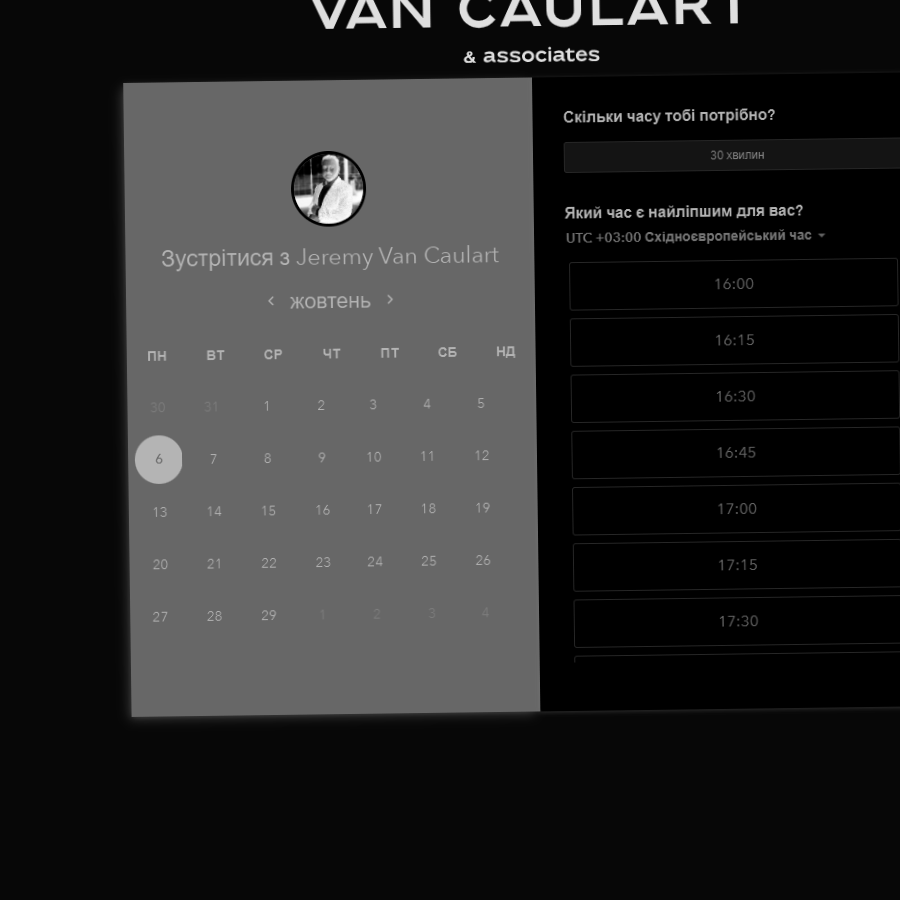 VAN CAULART
& associates
Зустрітися з Jeremy Van Caulart
‹ жовтень ›
ПН ВТ СР ЧТ ПТ СБ НД
30 31 1 2 3 4 5
6 7 8 9 10 11 12
13 14 15 16 17 18 19
20 21 22 23 24 25 26
27 28 29 1 2 3 4
Скільки часу тобі потрібно?
30 хвилин
Який час є найліпшим для вас?
UTC +03:00 Східноєвропейський час
16:00
16:15
16:30
16:45
17:00
17:15
17:30